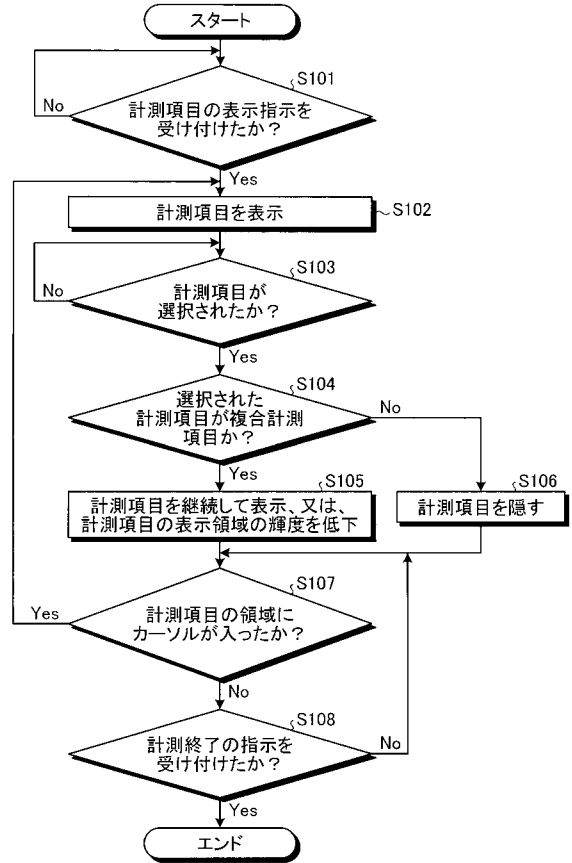 スタート
S101
計測項目の表示指示を
受け付けたか?
No
Yes
計測項目を表示
S102
S103
計測項目が
選択されたか?
No
Yes
S104
選択された
計測項目が複合計測
項目か?
No
Yes
S105
計測項目を継続して表示、又は、
計測項目の表示領域の輝度を低下
S106
計測項目を隠す
S107
計測項目の領域に
カーソルが入ったか?
Yes
No
S108
計測終了の指示を
受け付けたか?
No
Yes
エンド